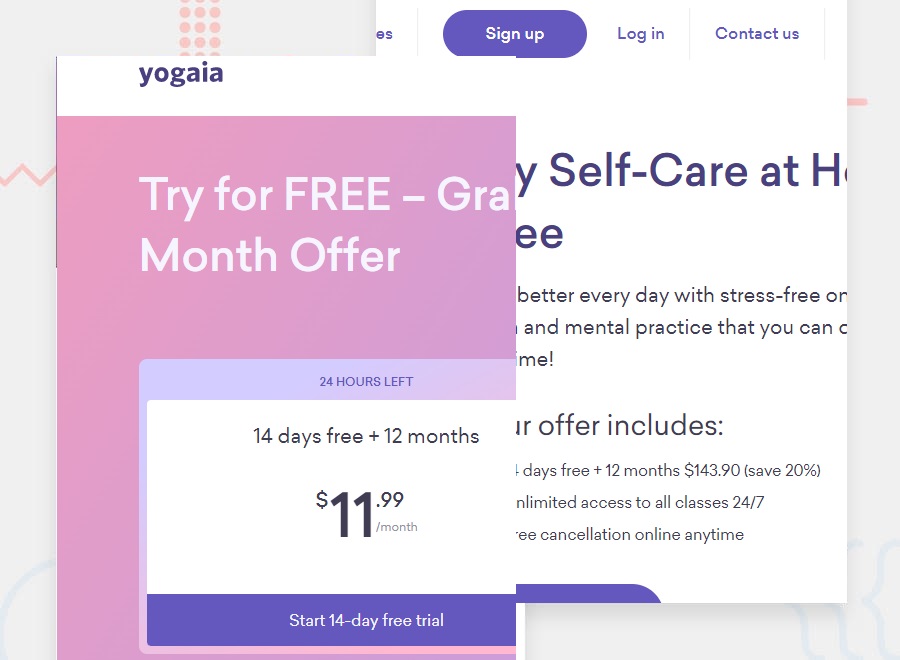 es
Sign up
Log in
Contact us
yogaia
Try for FREE – Gra
Month Offer
24 HOURS LEFT
14 days free + 12 months
$11.99
/month
Start 14-day free trial
y Self-Care at H
ee
better every day with stress-free on
and mental practice that you can
ime!
ur offer includes:
days free + 12 months $143.90 (save 20%)
nlimited access to all classes 24/7
ree cancellation online anytime